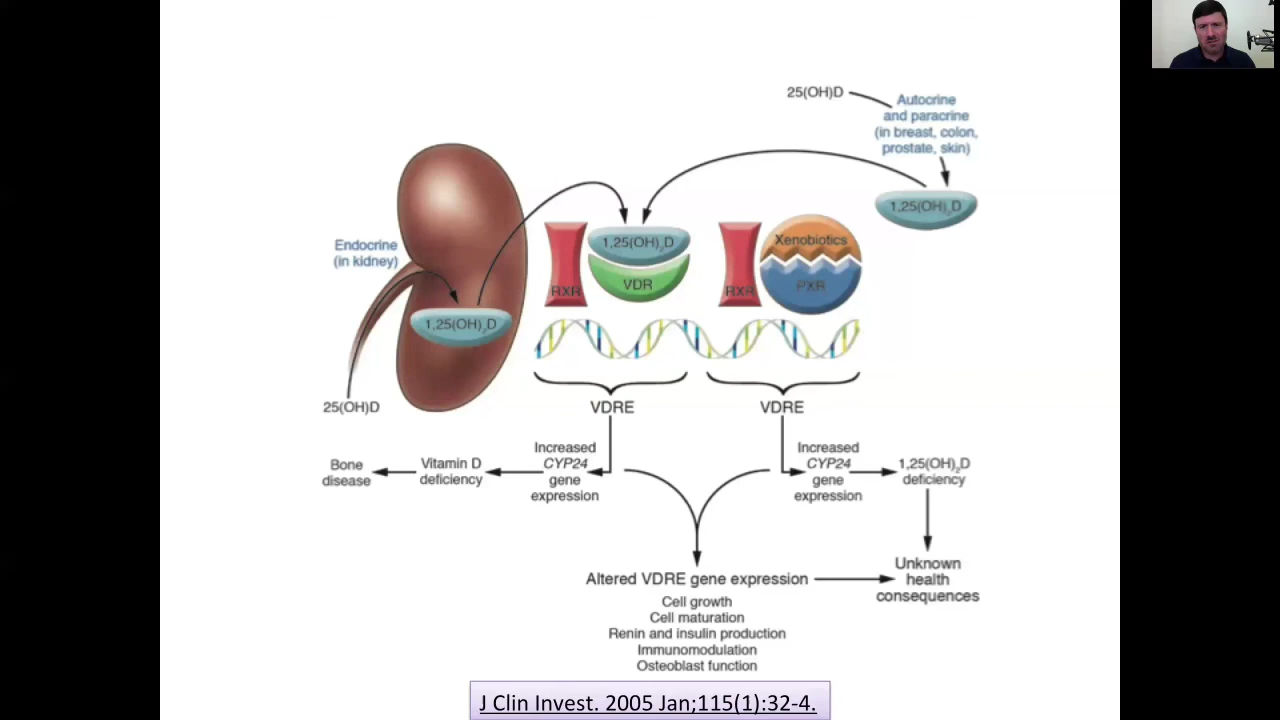 25(OH)D
Autocrine
and paracrine
(in breast, colon,
prostate, skin)
1,25(OH)2D
Endocrine
(in kidney)
1,25(OH)2D
25(OH)D
RXR
1,25(OH)2D
VDR
RXR
Xenobiotics
PXR
VDRE
VDRE
Bone
disease
Vitamin D
deficiency
Increased
CYP24
gene
expression
Increased
CYP24
gene
expression
1,25(OH)2D
deficiency
Altered VDRE gene expression
Cell growth
Cell maturation
Renin and insulin production
Immunomodulation
Osteoblast function
Unknown
health
consequences
J Clin Invest. 2005 Jan;115(1):32-4.